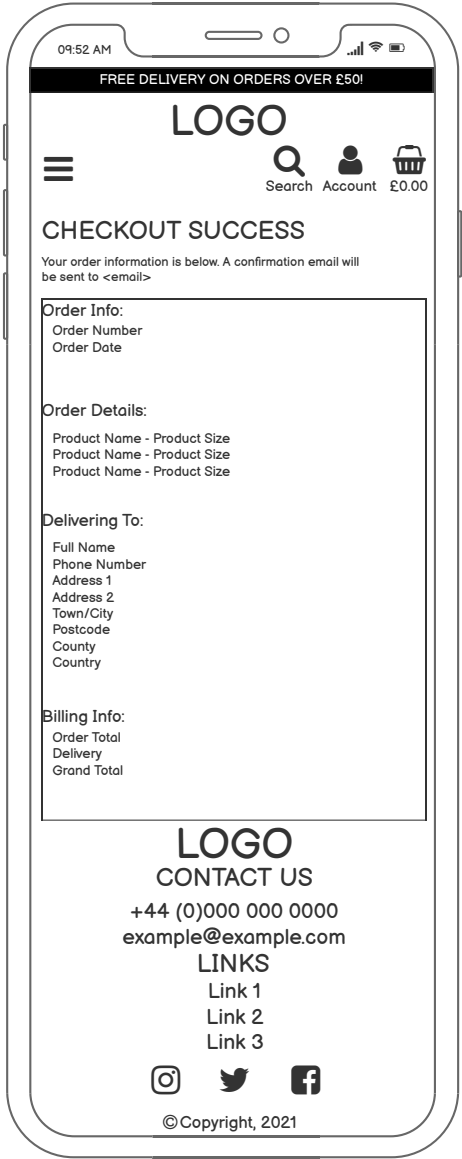 09:52 AM
FREE DELIVERY ON ORDERS OVER £50!
LOGO
Search Account £0.00
CHECKOUT SUCCESS
Your order information is below. A confirmation email will
be sent to <email>
Order Info:
Order Number
Order Date
Order Details:
Product Name - Product Size
Product Name - Product Size
Product Name - Product Size
Delivering To:
Full Name
Phone Number
Address 1
Address 2
Town/City
Postcode
County
Country
Billing Info:
Order Total
Delivery
Grand Total
LOGO
CONTACT US
+44 (0)000 000 0000
example@example.com
LINKS
Link 1
Link 2
Link 3
©Copyright, 2021